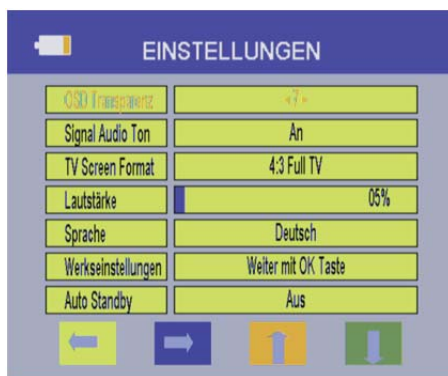 EINSTELLUNGEN
OSD Transparenz <7>
Signal Audio Ton An
TV Screen Format 4:3 Full TV
Lautstärke 05%
Sprache Deutsch
Werkseinstellungen Weiter mit OK Taste
Auto Standby Aus